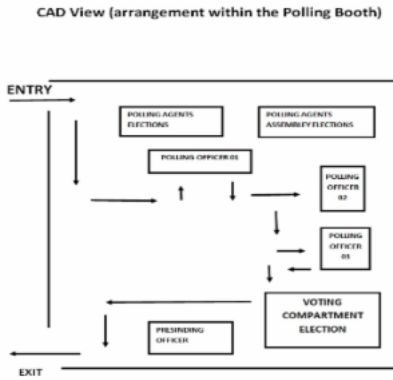 CAD View (arrangement within the Polling Booth)
ENTRY
POLLING AGENTS
ELECTIONS
POLLING AGENTS
ASSEMBLY ELECTIONS
POLLING OFFICER 01
POLLING
OFFICER
02
POLLING
OFFICER
03
VOTING
COMPARTMENT
ELECTION
PRESINDING
OFFICER
EXIT